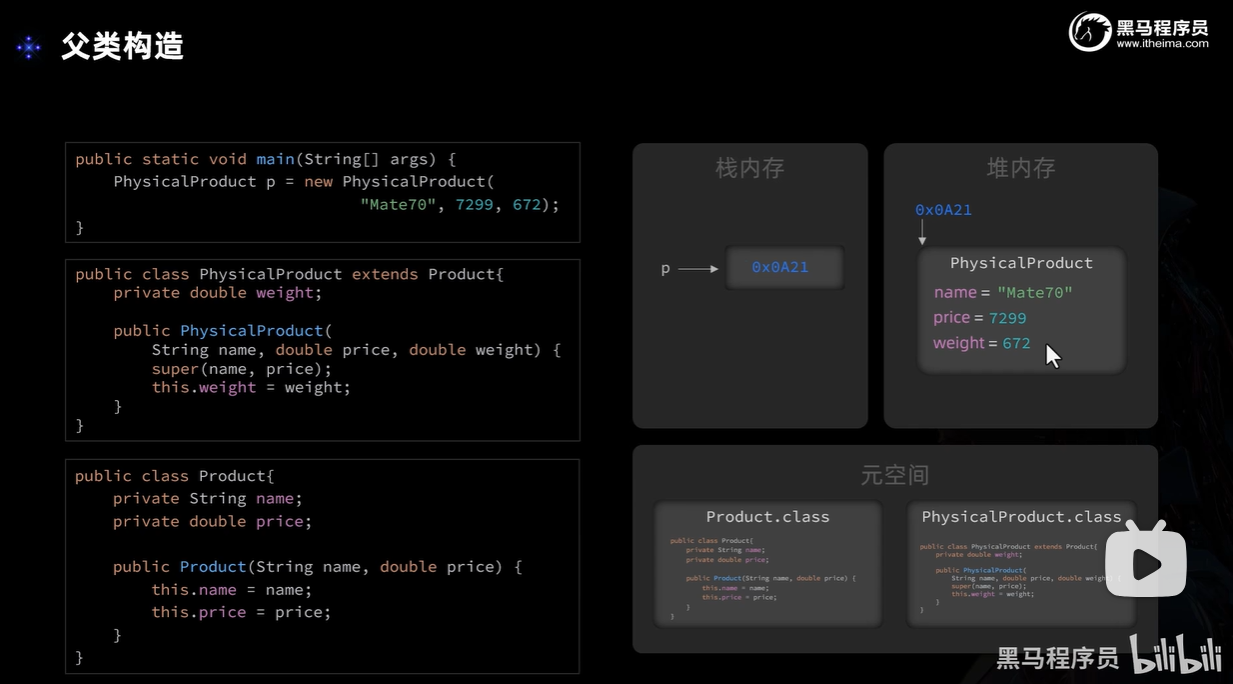 父类构造
黑马程序员
www.itheima.com
public static void main(String[] args) {
    PhysicalProduct p = new PhysicalProduct(
                              "Mate70", 7299, 672);
}
public class PhysicalProduct extends Product{
    private double weight;
    public PhysicalProduct(
        String name, double price, double weight) {
        super(name, price);
        this.weight = weight;
    }
}
public class Product{
    private String name;
    private double price;
    public Product(String name, double price) {
        this.name = name;
        this.price = price;
    }
}
栈内存
p
0x0A21
堆内存
0x0A21
PhysicalProduct
name = "Mate70"
price = 7299
weight = 672
元空间
Product.class
public class Product{
    private String name;
    private double price;
    public Product(String name, double price) {
        this.name = name;
        this.price = price;
    }
}
PhysicalProduct.class
public class PhysicalProduct extends Product{
    private double weight;
    public PhysicalProduct(
        String name, double price, double weight
        super(name, price);
        this.weight = weight;
    }
}
黑马程序员 bilibili